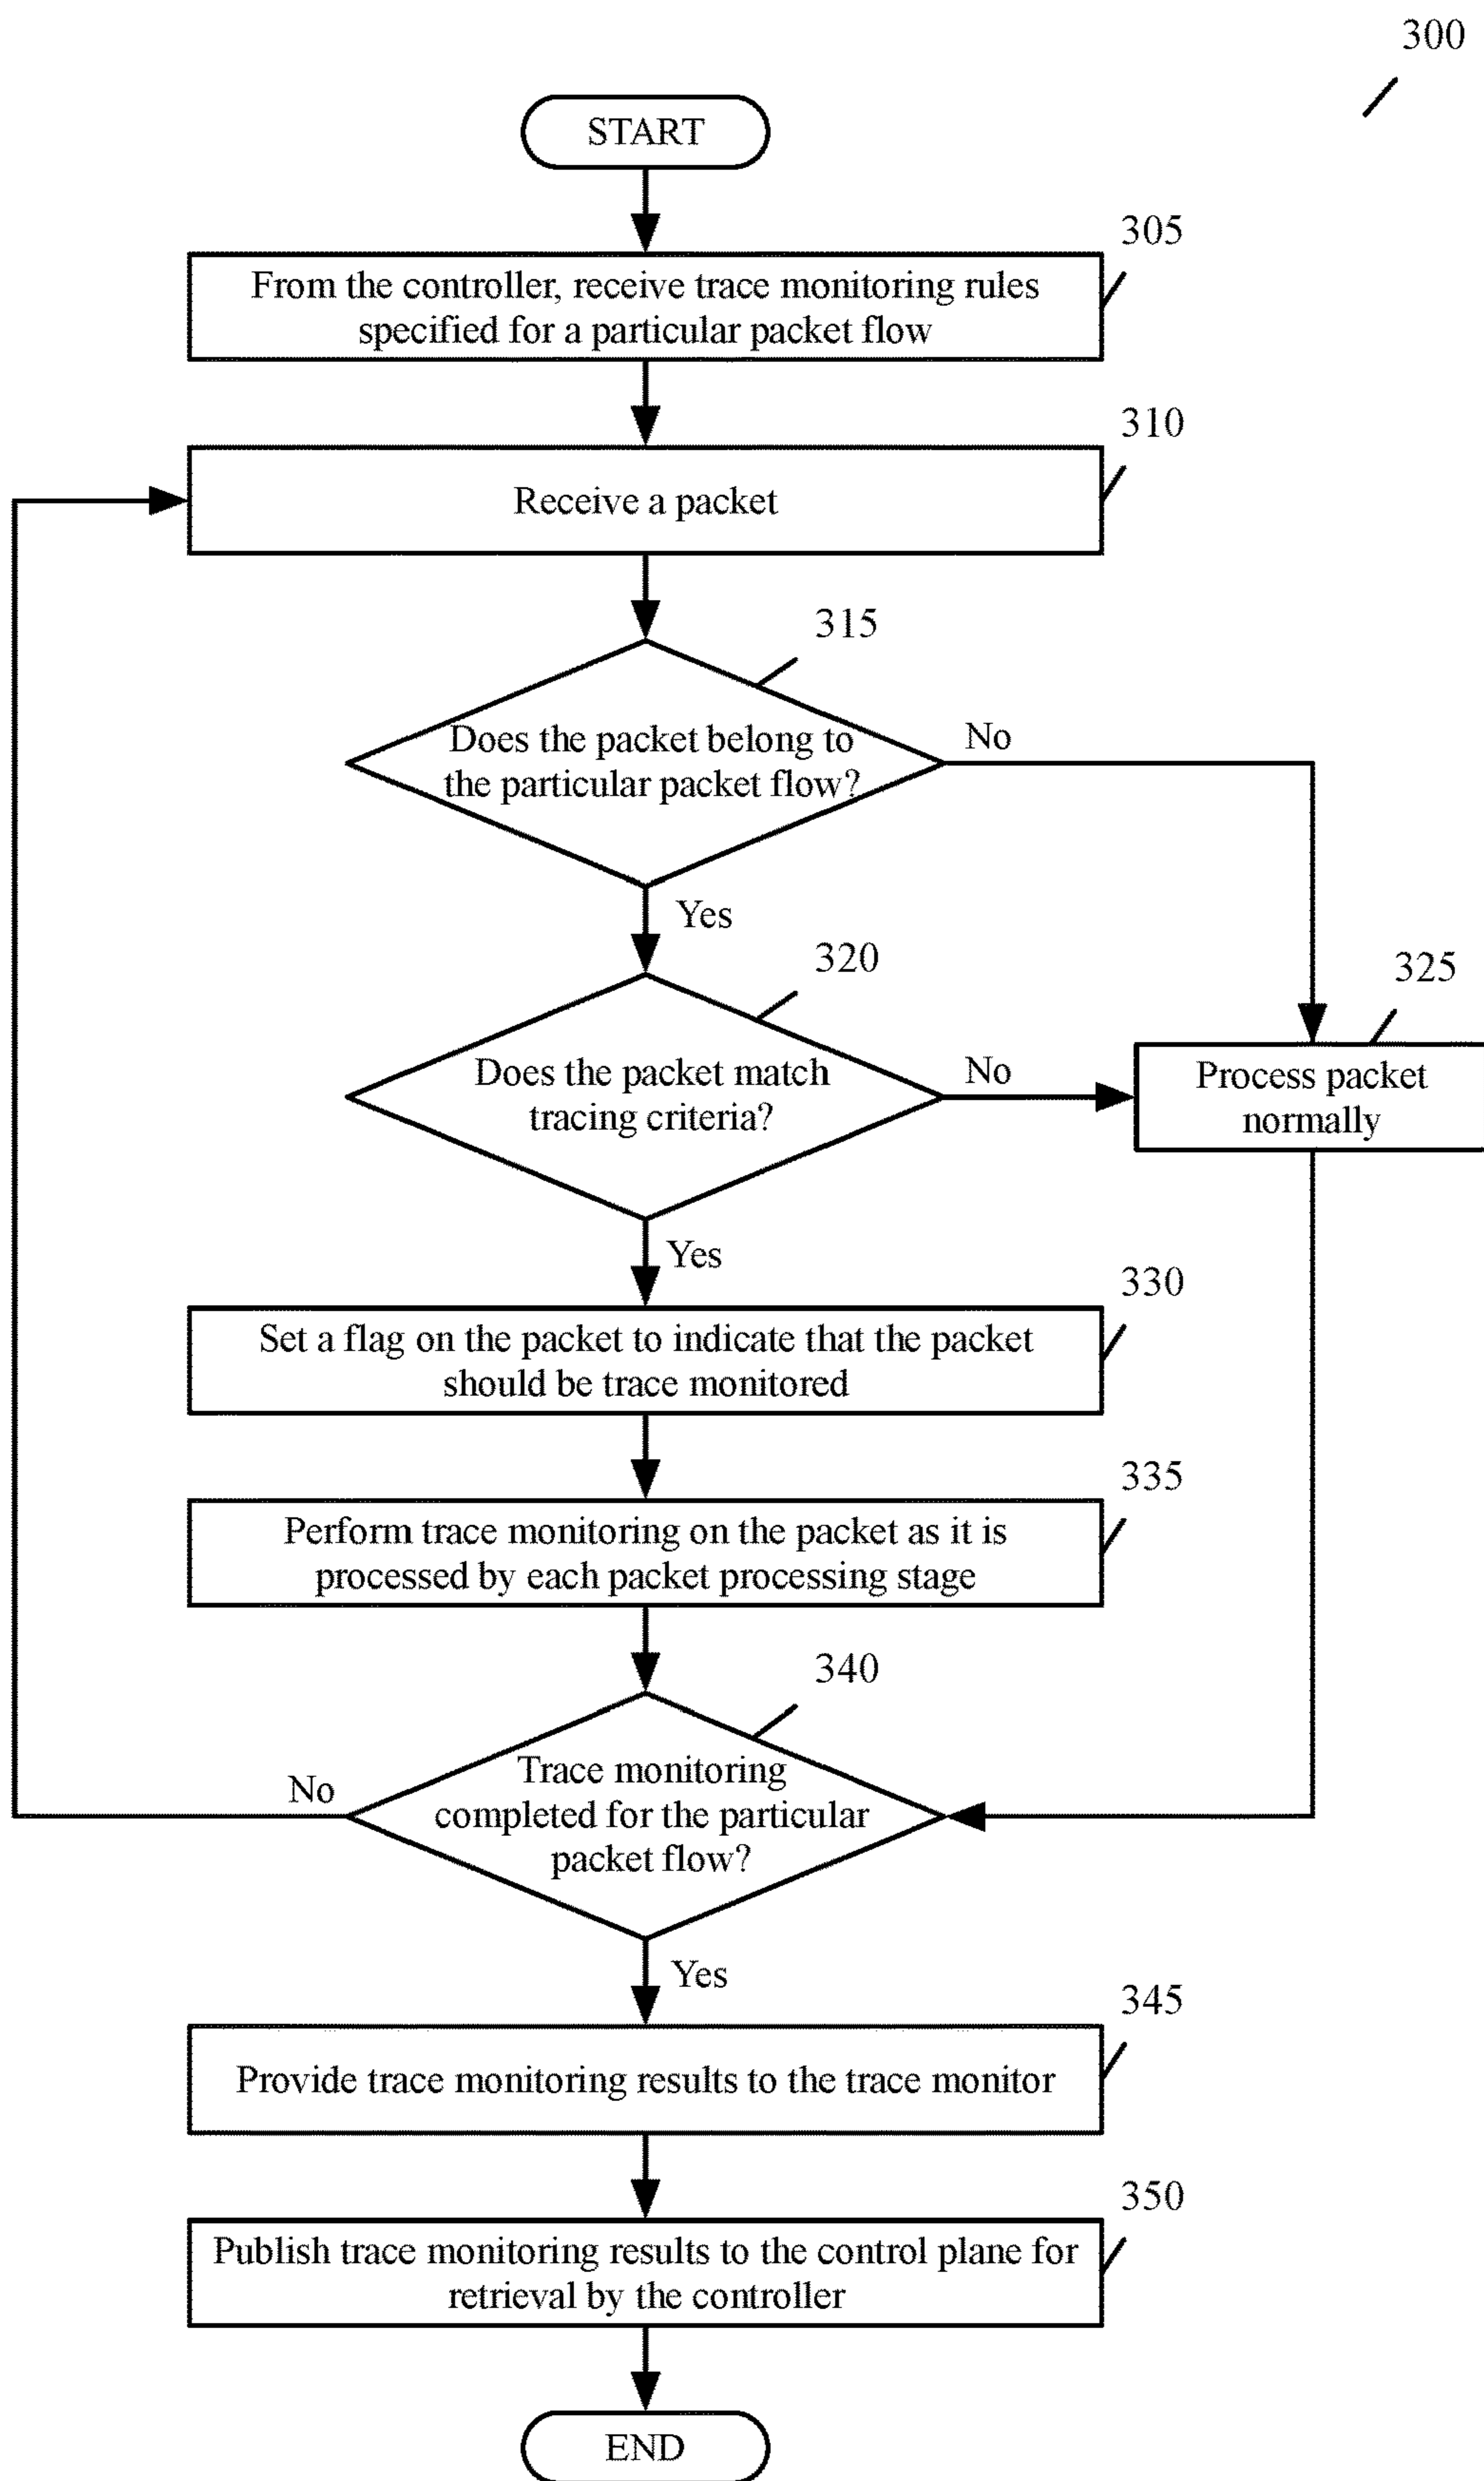 300
START
305
From the controller, receive trace monitoring rules
specified for a particular packet flow
310
Receive a packet
315
Does the packet belong to
the particular packet flow?
No
Yes
320
325
Does the packet match
tracing criteria?
No
Process packet
normally
Yes
330
Set a flag on the packet to indicate that the packet
should be trace monitored
335
Perform trace monitoring on the packet as it is
processed by each packet processing stage
340
Trace monitoring
completed for the particular
packet flow?
No
Yes
345
Provide trace monitoring results to the trace monitor
350
Publish trace monitoring results to the control plane for
retrieval by the controller
END